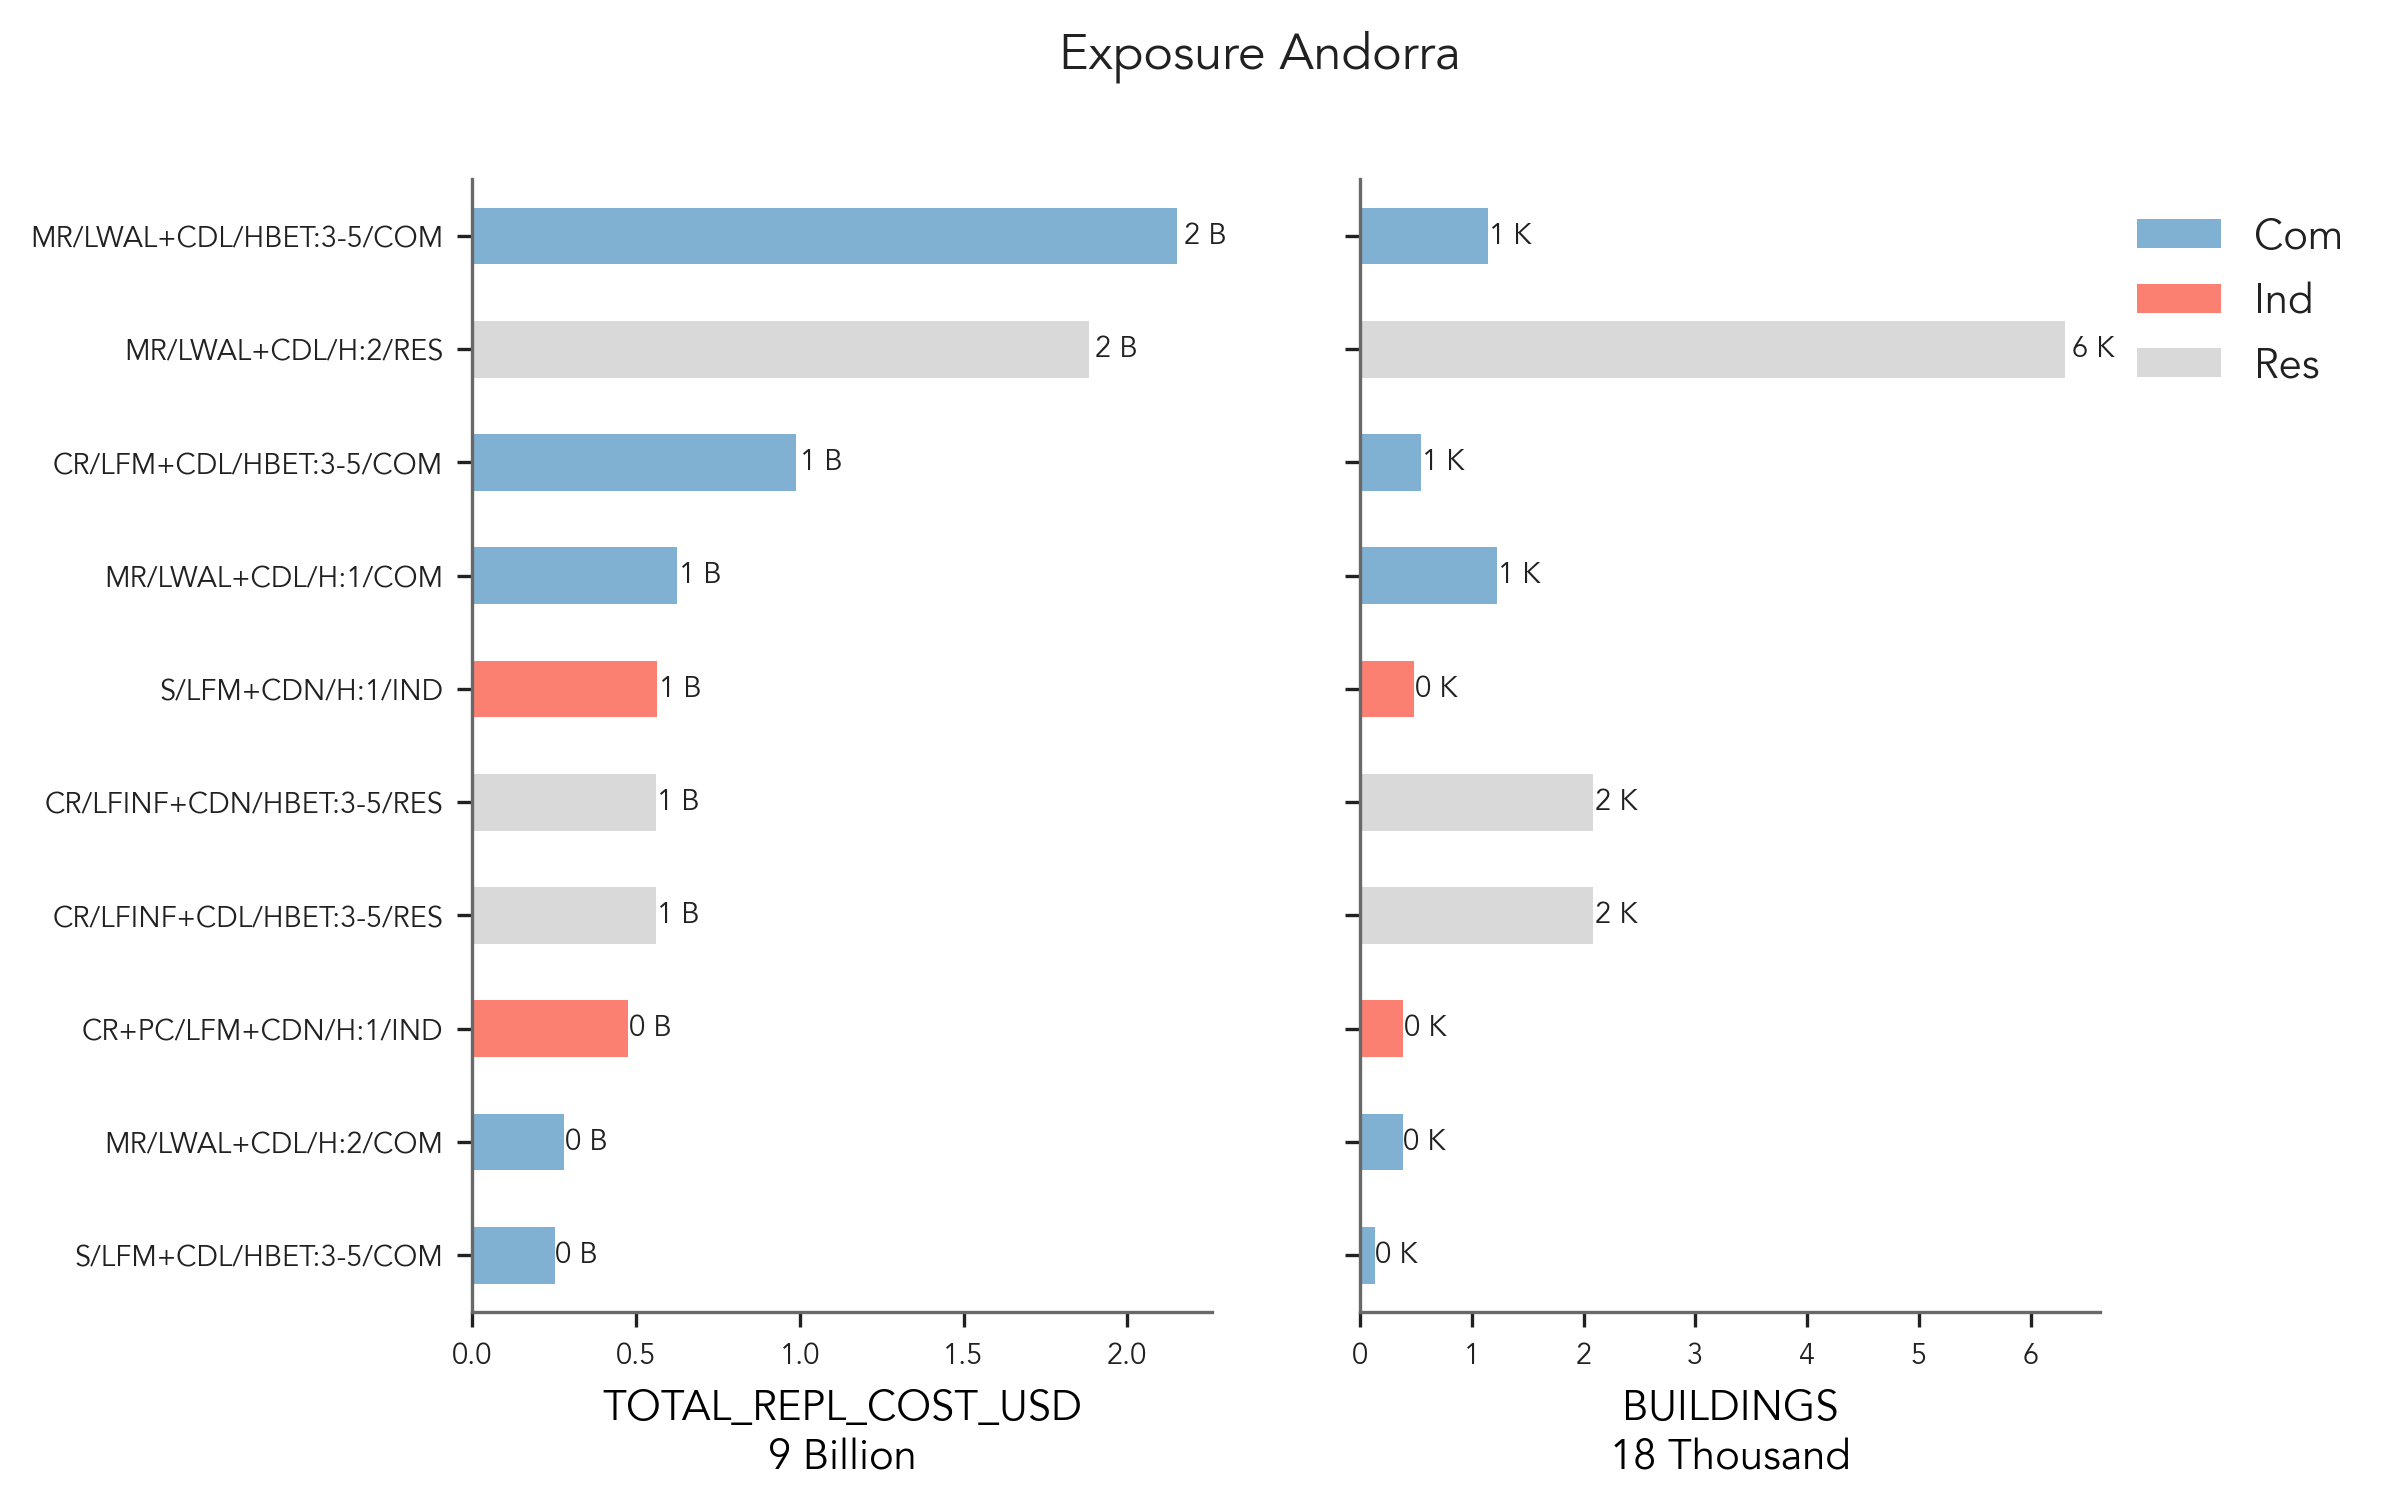 Exposure Andorra
MR/LWAL+CDL/HBET:3-5/COM 2 B 1 K Com
Ind
MR/LWAL+CDL/H:2/RES 2 B 6 K Res
CR/LFM+CDL/HBET:3-5/COM 1 B 1 K
MR/LWAL+CDL/H:1/COM 1 B 1 K
S/LFM+CDN/H:1/IND 1 B 0 K
CR/LFINF+CDN/HBET:3-5/RES 1 B 2 K
CR/LFINF+CDL/HBET:3-5/RES 1 B 2 K
CR+PC/LFM+CDN/H:1/IND 0 B 0 K
MR/LWAL+CDL/H:2/COM 0 B 0 K
S/LFM+CDL/HBET:3-5/COM 0 B 0 K
0.0 0.5 1.0 1.5 2.0 0 1 2 3 4 5 6
TOTAL_REPL_COST_USD BUILDINGS
9 Billion 18 Thousand